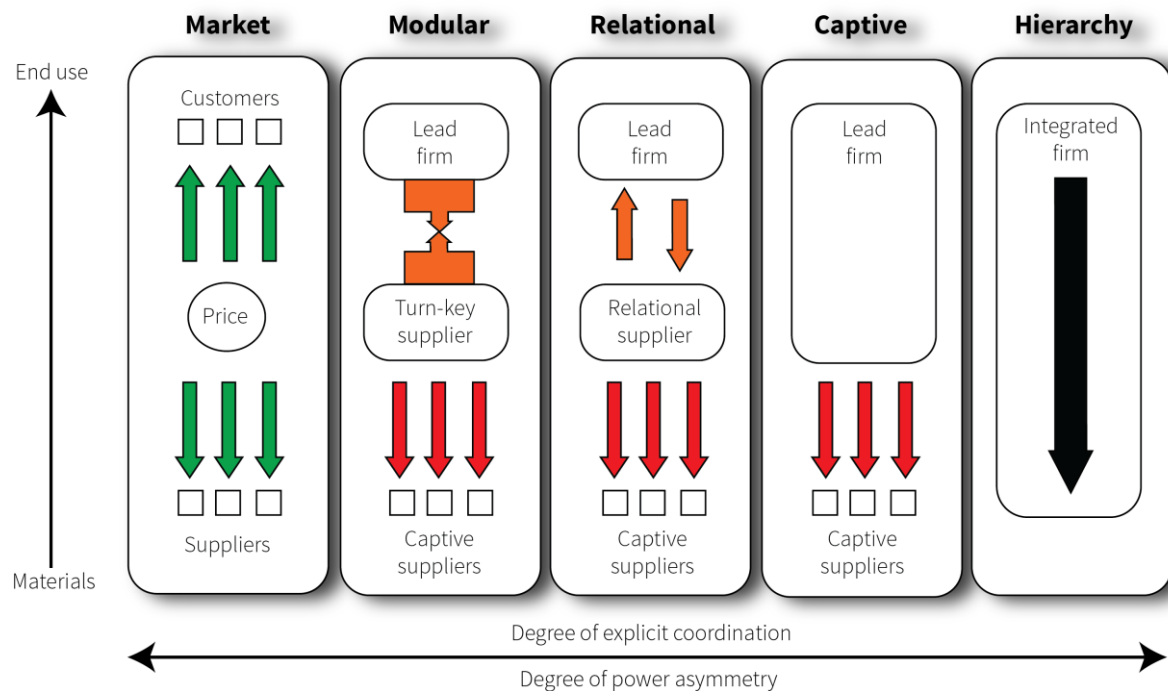 Market
Modular
Relational
Captive
Hierarchy
End use
Materials
Customers
Price
Suppliers
Lead
firm
Turn-key
supplier
Captive
suppliers
Lead
firm
Relational
supplier
Captive
suppliers
Lead
firm
Captive
suppliers
Integrated
firm
Degree of explicit coordination
Degree of power asymmetry